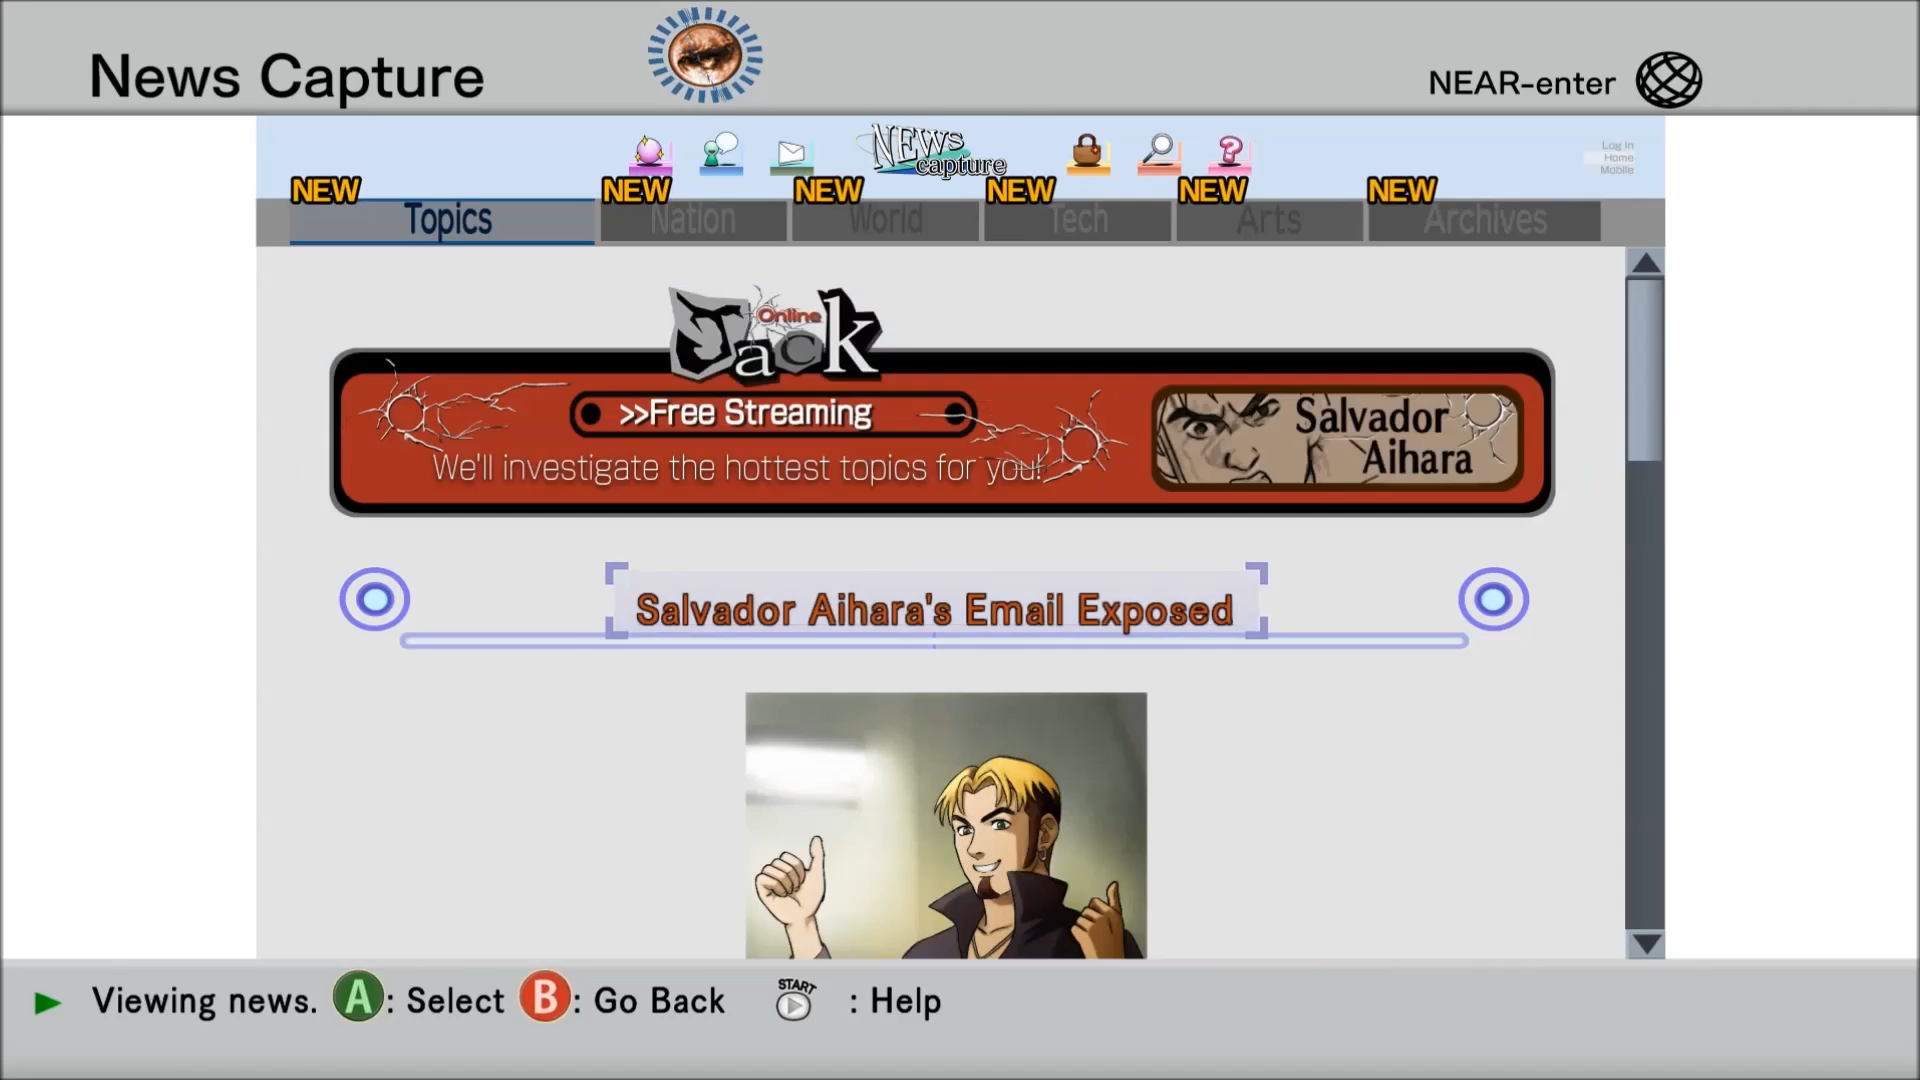 News Capture
NEAR-enter
NEWS
capture
Log In
Home
Mobile
NEW
NEW
NEW
NEW
NEW
NEW
Topics
Nation
World
Tech
Arts
Archives
Jack
Online
>>Free Streaming
We'll investigate the hottest topics for you!
Salvador
Aihara
Salvador Aihara's Email Exposed
Viewing news. A: Select B: Go Back START : Help